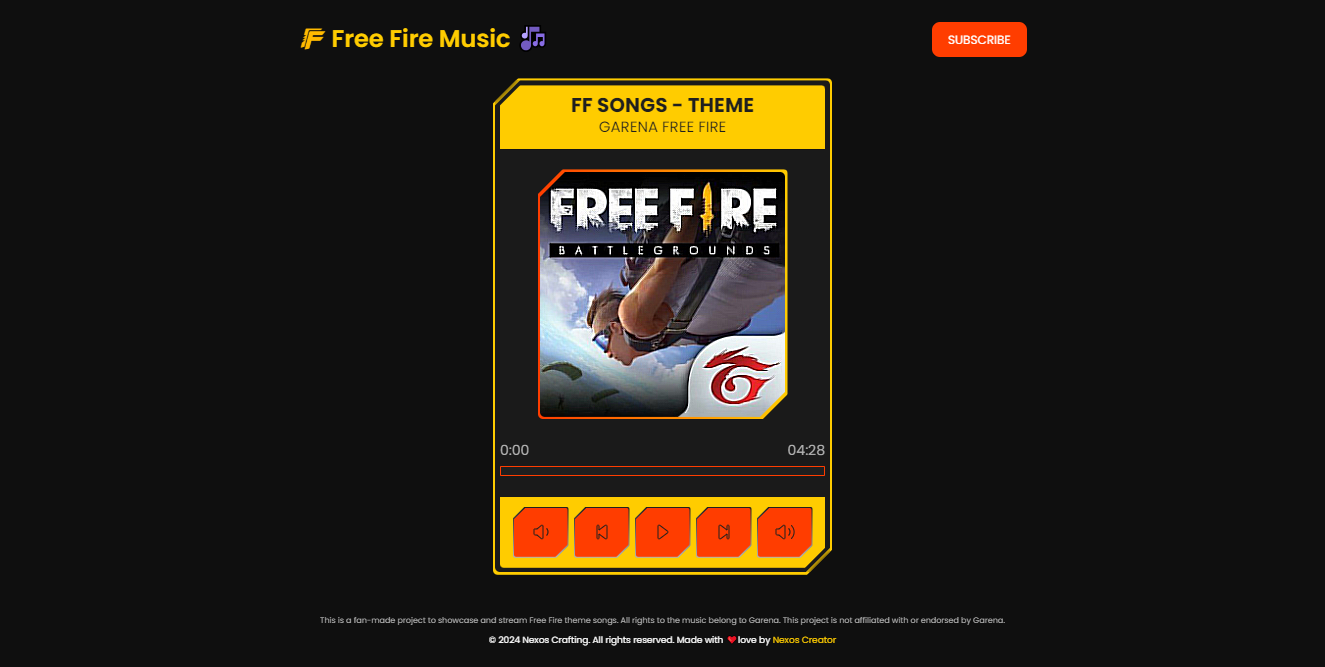 Free Fire Music
SUBSCRIBE
FF SONGS - THEME
GARENA FREE FIRE
FREE FIRE
BATTLEGROUNDS
0:00
04:28
This is a fan-made project to showcase and stream Free Fire theme songs. All rights to the music belong to Garena. This project is not affiliated with or endorsed by Garena.
© 2024 Nexos Crafting. All rights reserved. Made with ❤️ love by Nexos Creator